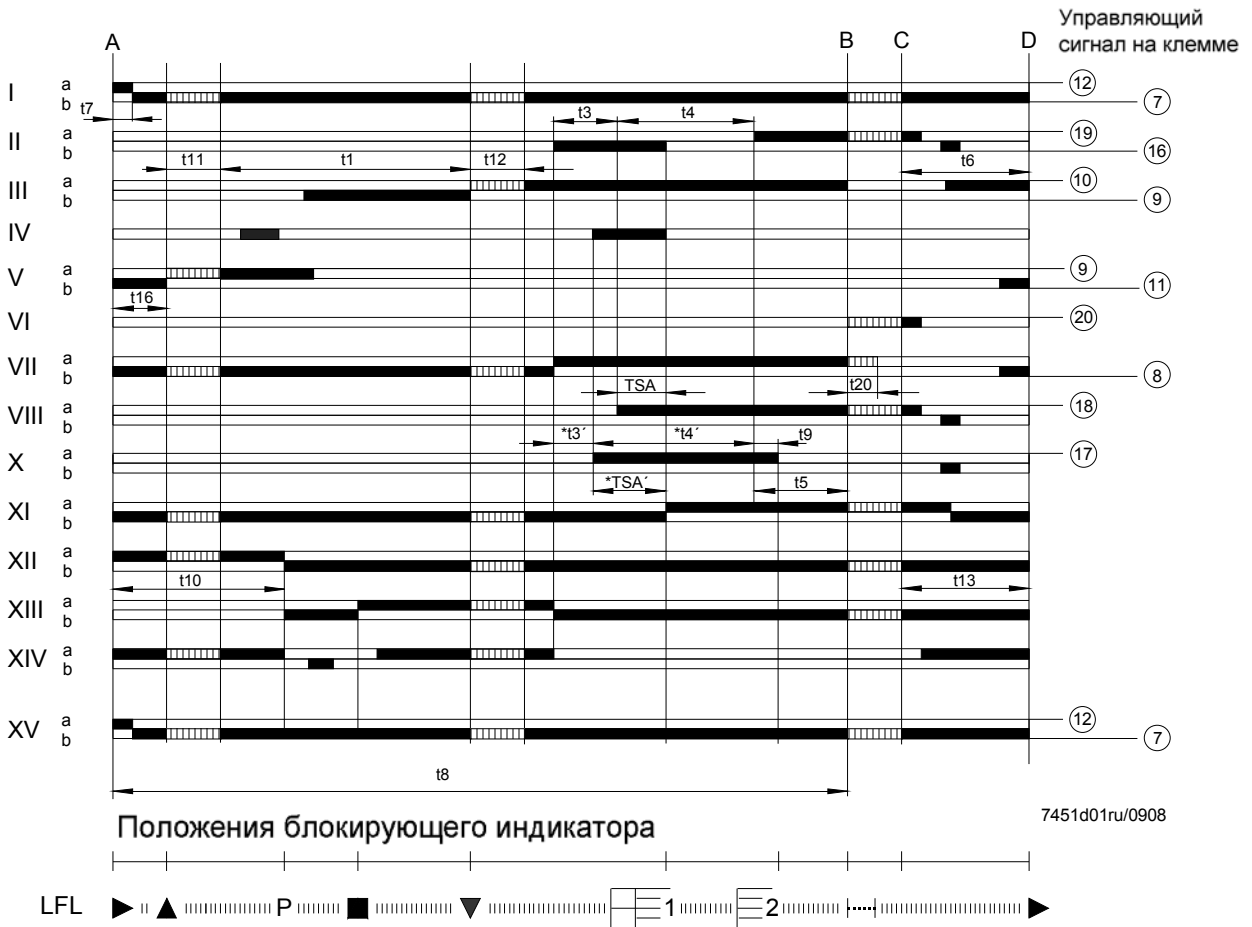 Управляющий
сигнал на клемме
A B C D
I a 12
b 7
t7 t3 t4
II a 19
b 16
t11 t1 t12 t6
III a 10
b 9
IV
V a 9
b 11
t16
VI 20
VII a
b 8
TSA t20
VIII a 18
b
*t3´ *t4´ t9
X a 17
b
*TSA´ t5
XI a
b
XII a
b
t10 t13
XIII a
b
XIV a
b
XV a 12
b 7
t8
7451d01ru/0908
Положения блокирующего индикатора
LFL P 1 2